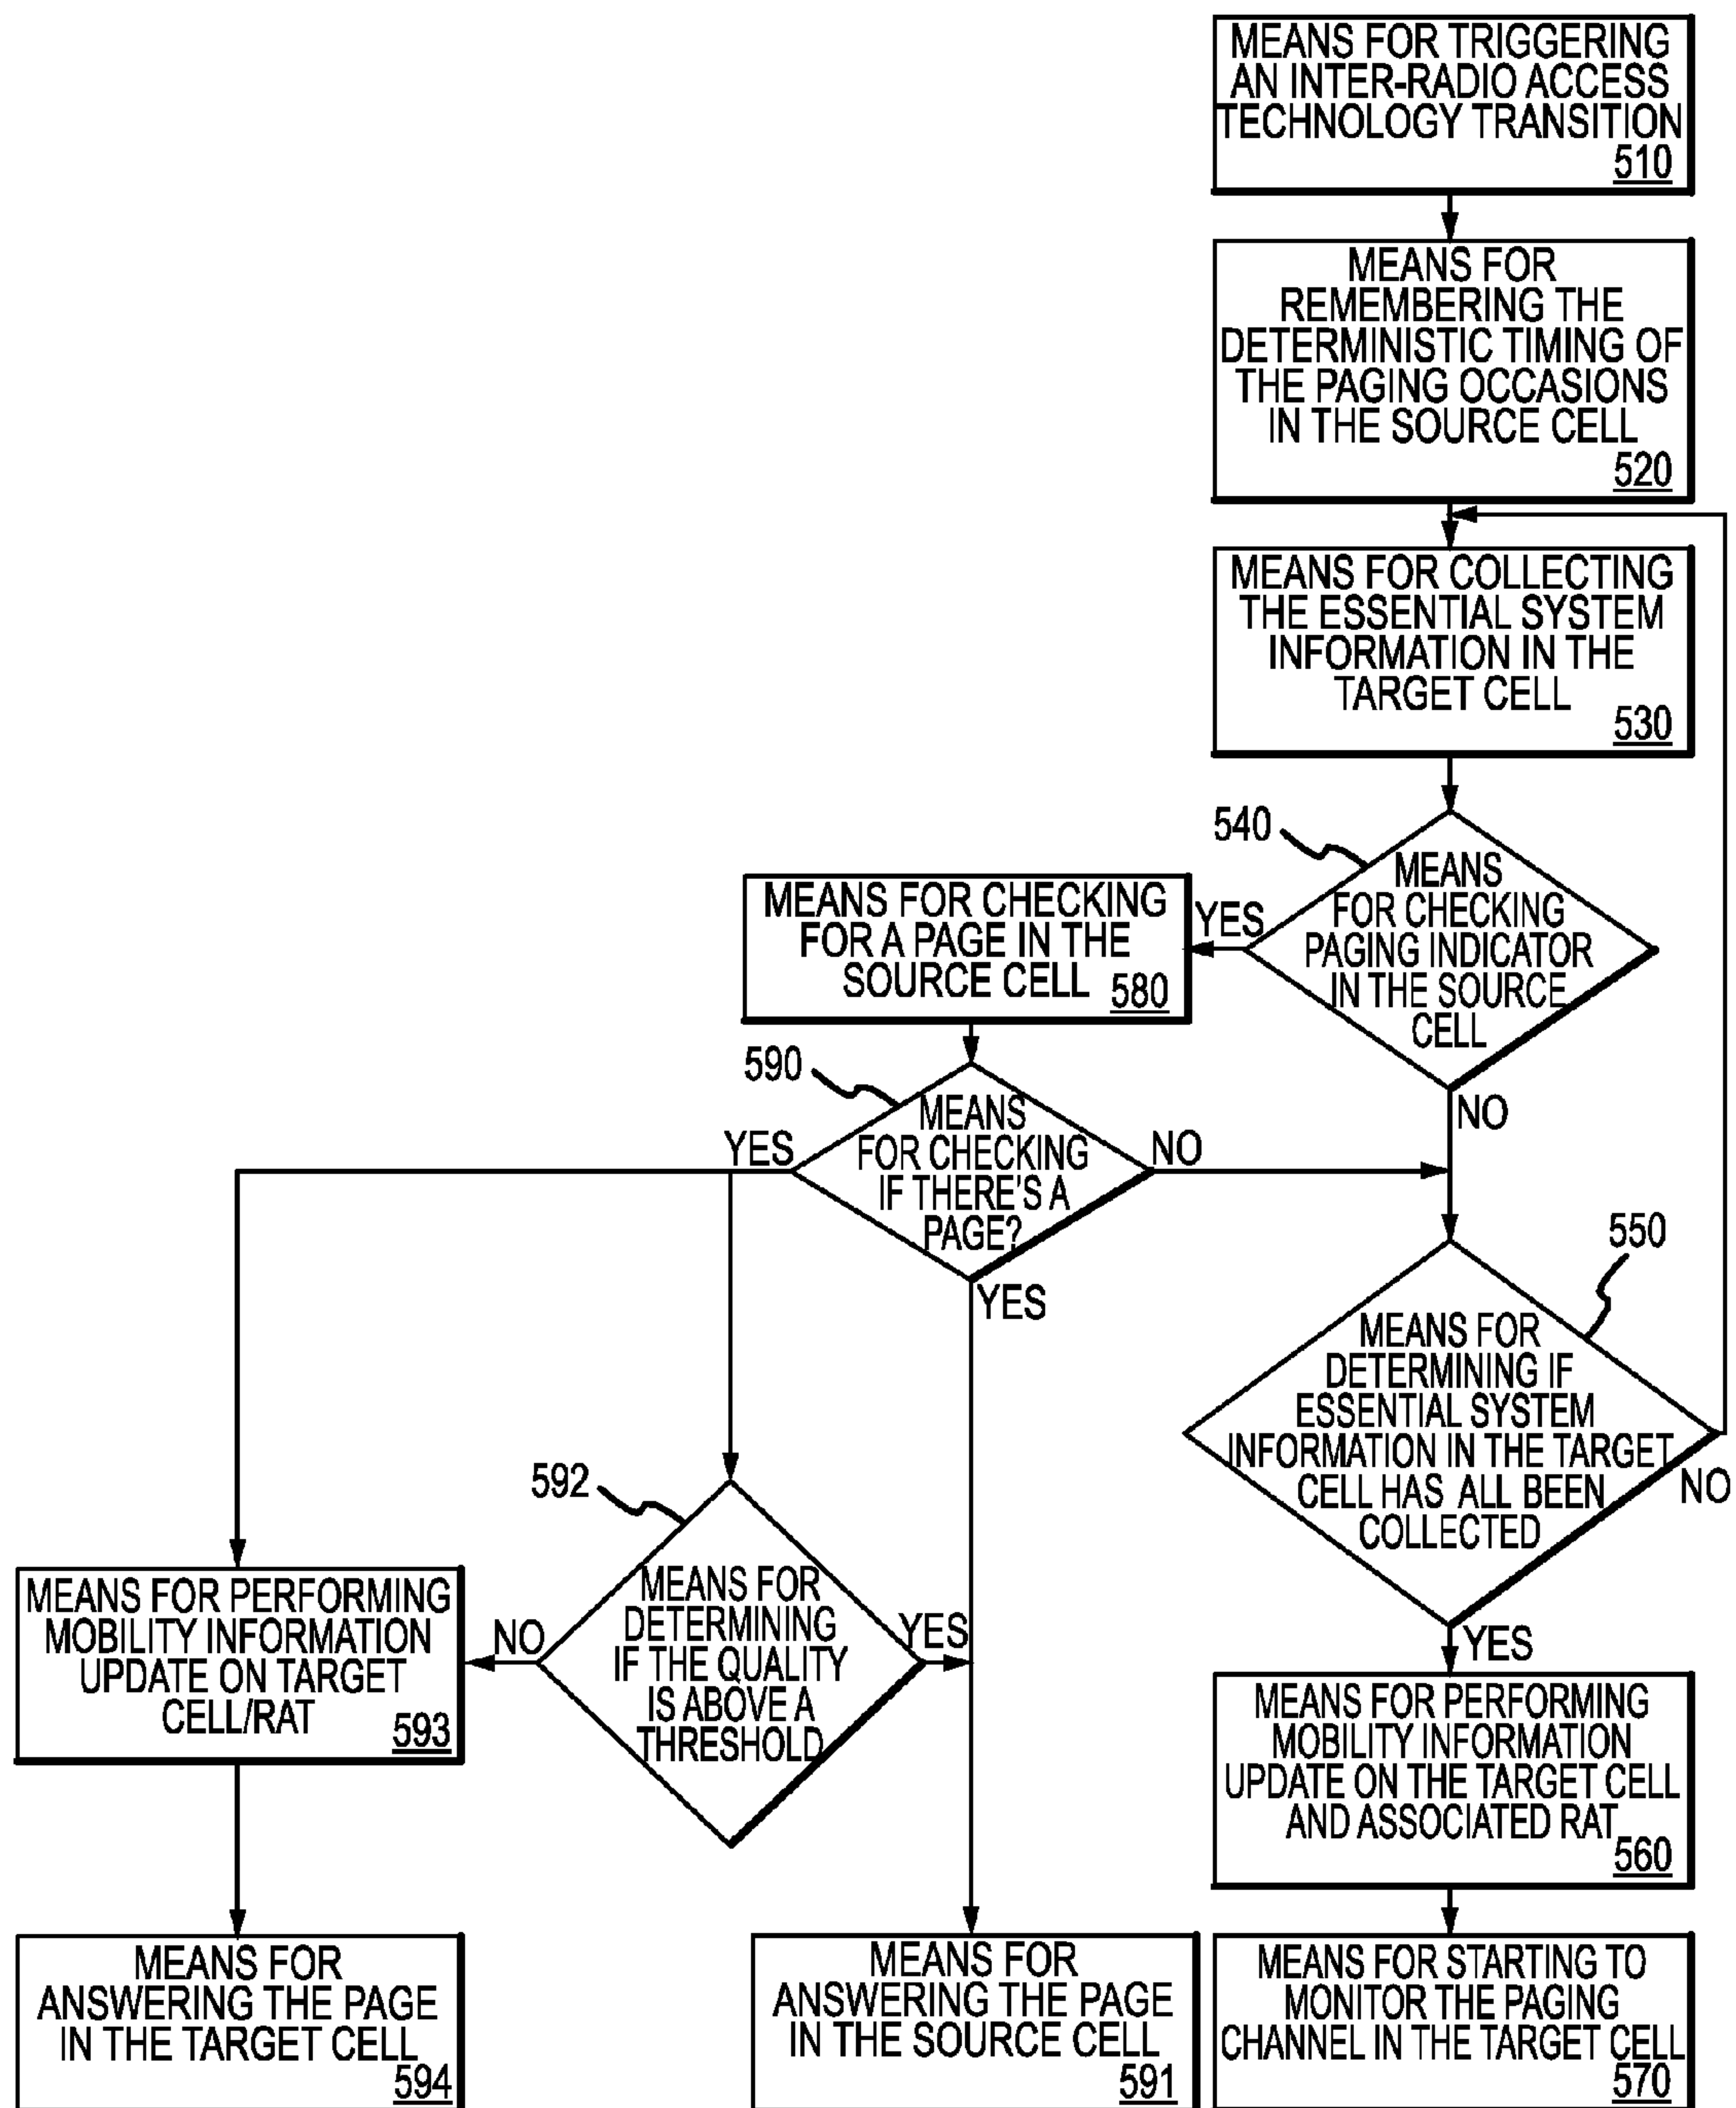 MEANS FOR TRIGGERING
AN INTER-RADIO ACCESS
TECHNOLOGY TRANSITION
510
MEANS FOR
REMEMBERING THE
DETERMINISTIC TIMING OF
THE PAGING OCCASIONS
IN THE SOURCE CELL
520
MEANS FOR COLLECTING
THE ESSENTIAL SYSTEM
INFORMATION IN THE
TARGET CELL
530
540
MEANS
FOR CHECKING
PAGING INDICATOR
IN THE SOURCE
CELL
YES
NO
MEANS FOR CHECKING
FOR A PAGE IN THE
SOURCE CELL 580
590
MEANS
FOR CHECKING
IF THERE'S A
PAGE?
YES
NO
YES
550
MEANS FOR
DETERMINING IF
ESSENTIAL SYSTEM
INFORMATION IN THE TARGET
CELL HAS ALL BEEN
COLLECTED
NO
YES
592
MEANS FOR
DETERMINING
IF THE QUALITY
IS ABOVE A
THRESHOLD
NO
YES
MEANS FOR PERFORMING
MOBILITY INFORMATION
UPDATE ON TARGET
CELL/RAT
593
MEANS FOR PERFORMING
MOBILITY INFORMATION
UPDATE ON THE TARGET CELL
AND ASSOCIATED RAT
560
MEANS FOR
ANSWERING THE PAGE
IN THE TARGET CELL
594
MEANS FOR
ANSWERING THE PAGE
IN THE SOURCE CELL
591
MEANS FOR STARTING TO
MONITOR THE PAGING
CHANNEL IN THE TARGET CELL
570